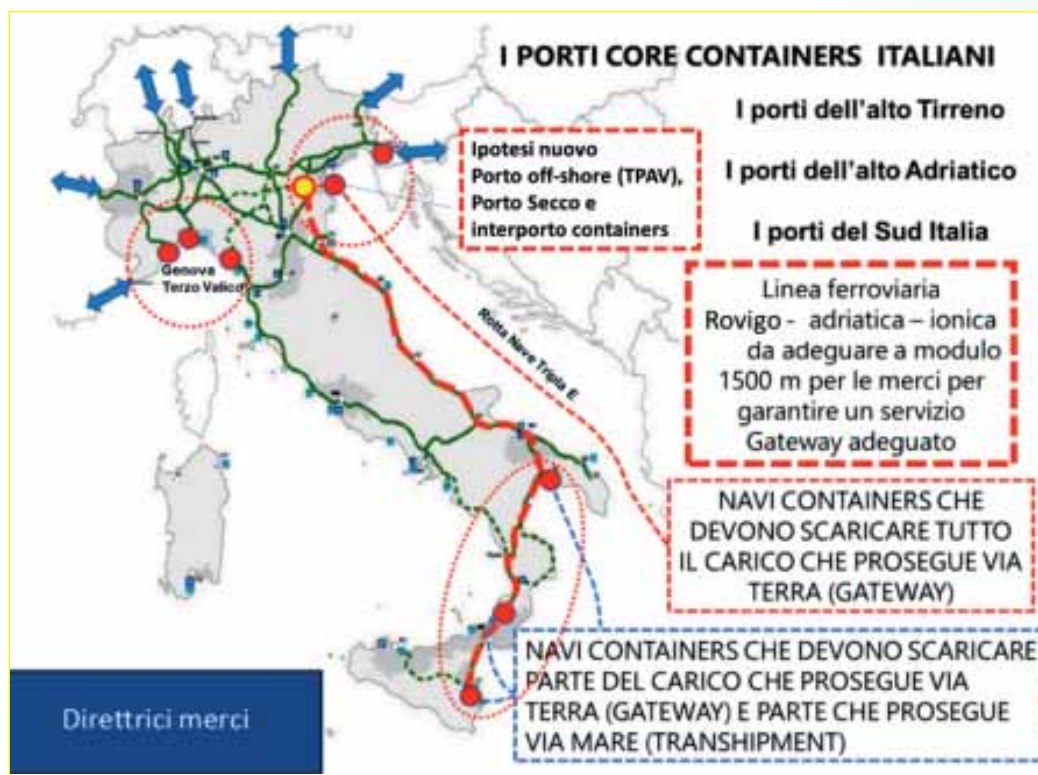 I PORTI CORE CONTAINERS ITALIANI
I porti dell'alto Tirreno
I porti dell'alto Adriatico
I porti del Sud Italia
Ipotesi nuovo
Porto off-shore (TPAV),
Porto Secco e
interporto containers
Genova
Terzo Valico
Rotta Nave Tripla E
Linea ferroviaria
Rovigo - adriatica – ionica
da adeguare a modulo
1500 m per le merci per
garantire un servizio
Gateway adeguato
NAVI CONTAINERS CHE
DEVONO SCARICARE TUTTO
IL CARICO CHE PROSEGUE VIA
TERRA (GATEWAY)
NAVI CONTAINERS CHE DEVONO SCARICARE
PARTE DEL CARICO CHE PROSEGUE VIA
TERRA (GATEWAY) E PARTE CHE PROSEGUE
VIA MARE (TRANSHIPMENT)
Direttrici merci